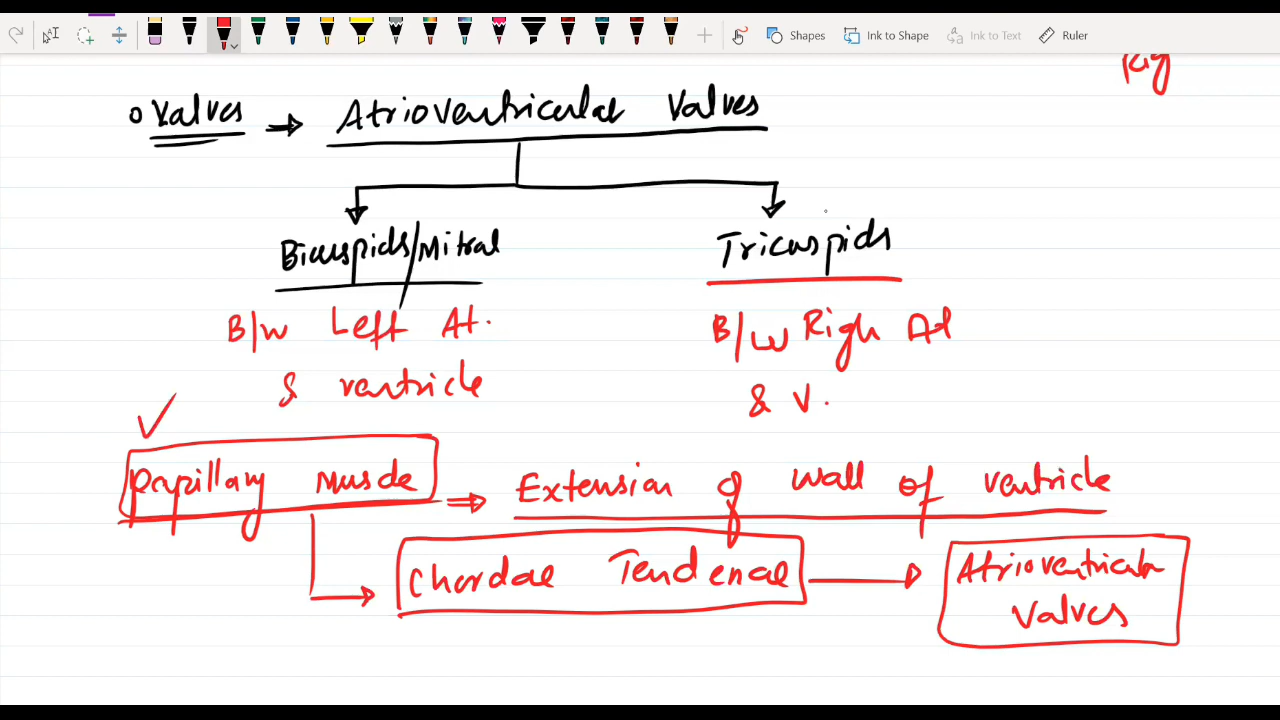 Shapes Ink to Shape Ink to Text Ruler
Rig
Valves → Atrioventricular Valves
Bicuspids/Mitral Tricuspids
B/w Left At. B/w Righ At
& ventricle & V.
Papillary Muscle ⇒ Extension of wall of ventricle
Chordae Tendenae → Atrioventricular
Valves